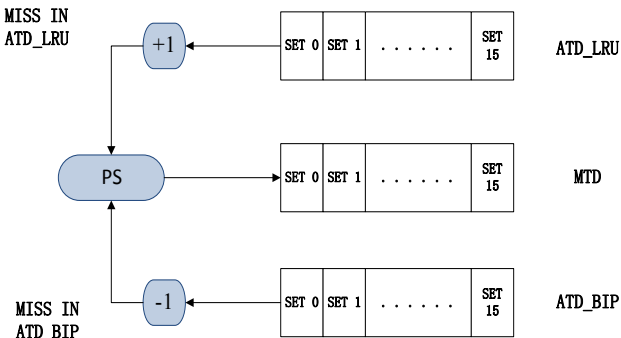 MISS IN
ATD_LRU
+1
SET 0 SET 1 ...... SET
15
ATD_LRU
PS
SET 0 SET 1 ...... SET
15
MTD
MISS IN
ATD BIP
-1
SET 0 SET 1 ...... SET
15
ATD_BIP